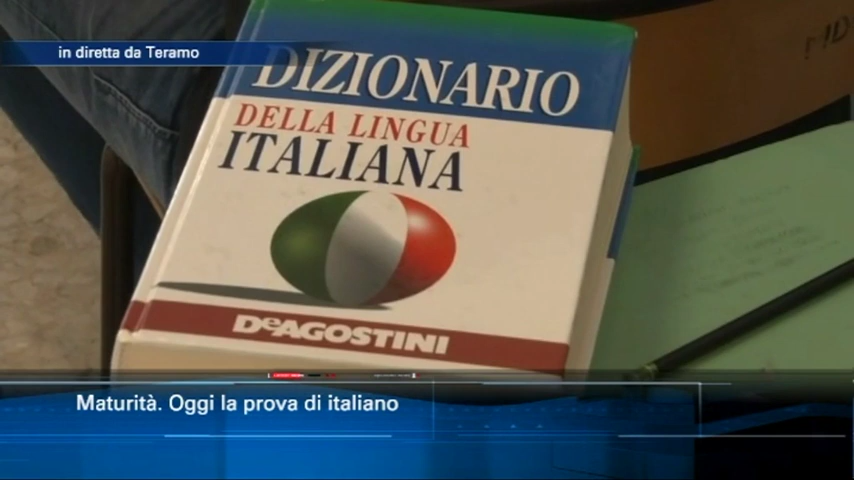 in diretta da Teramo
DIZIONARIO
DELLA LINGUA
ITALIANA
DEAGOSTINI
Maturità. Oggi la prova di italiano